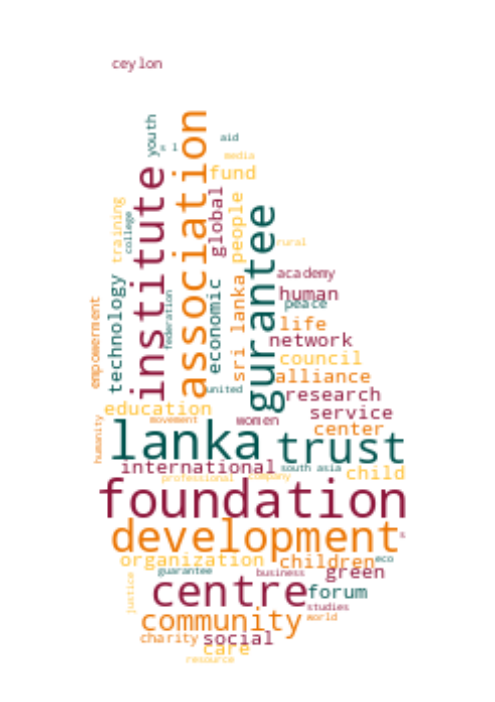 ceylon
youth
s l
aid
association
media
institute
fund
global
people
training
college
gurantee
rural
academy
technology
economic
sri lanka
human
peace
federation
empowerment
life
network
council
alliance
united
research
education
service
movement
women
center
humanity
lanka
trust
international
south asia
child
professional
company
foundation
development
s
organization
children
eco
guarantee
business
green
justice
centre
forum
studies
community
world
charity
social
care
resource